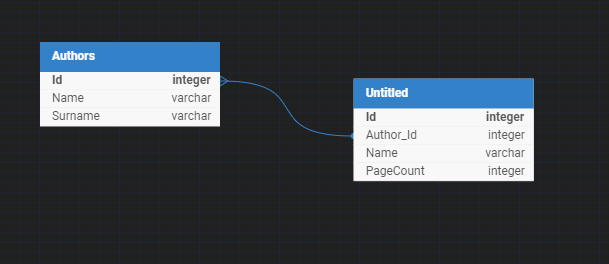 Authors
Id integer
Name varchar
Surname varchar
Untitled
Id integer
Author_Id integer
Name varchar
PageCount integer